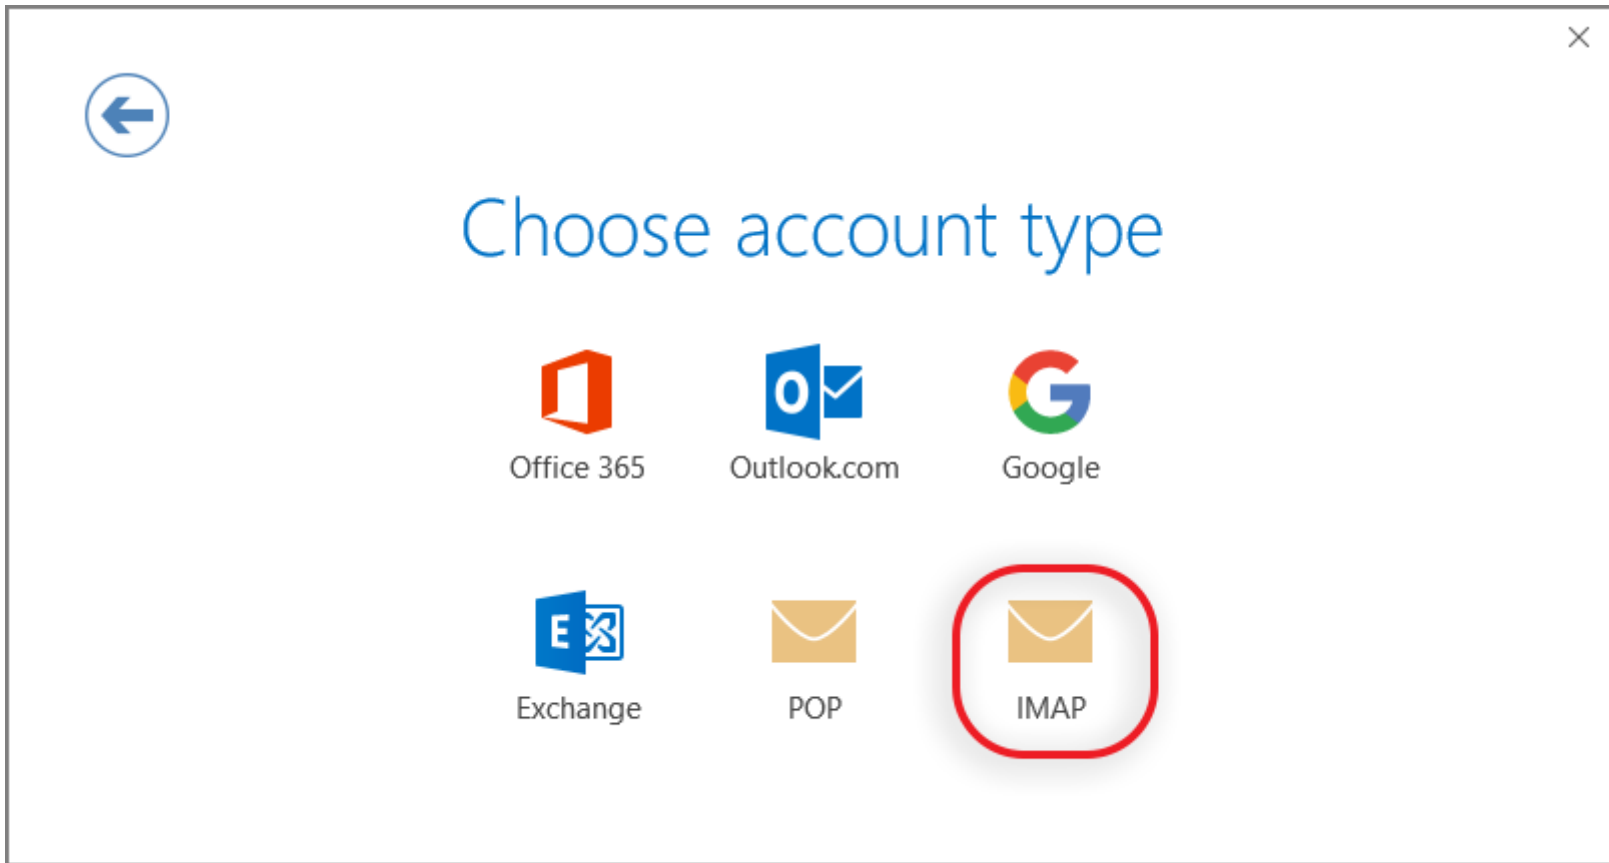 Choose account type
Office 365
Outlook.com
Google
Exchange
POP
IMAP